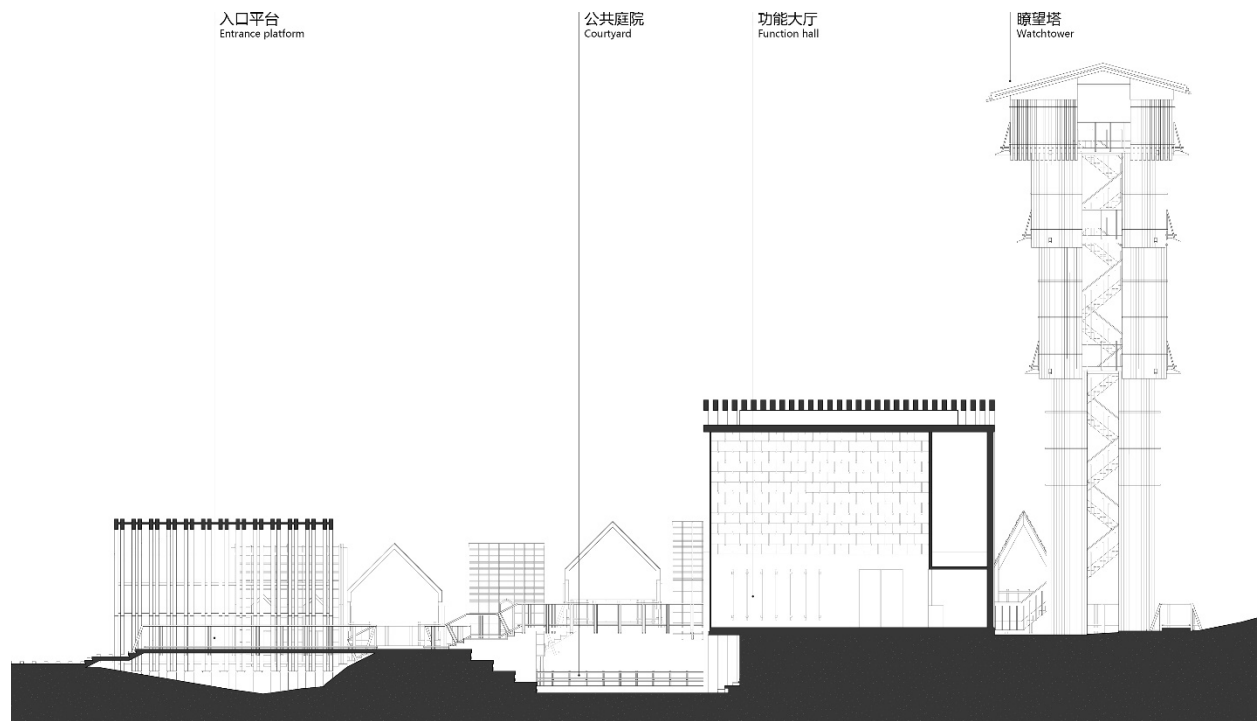 入口平台
Entrance platform
公共庭院
Courtyard
功能大厅
Function hall
瞭望塔
Watchtower